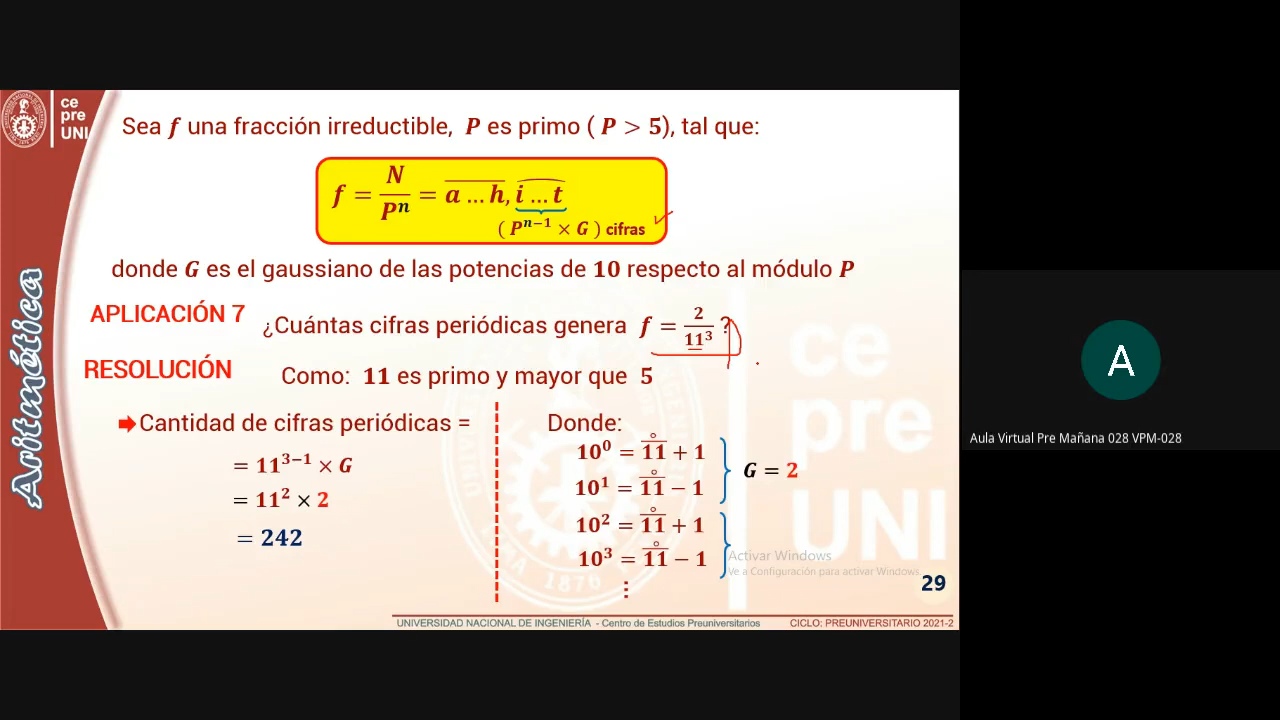 ce
pre
UNI
Sea f una fracción irreductible, P es primo ( P > 5), tal que:
f = N/Pⁿ = a ... h, i ... t
( Pⁿ⁻¹ × G ) cifras
donde G es el gaussiano de las potencias de 10 respecto al módulo P
APLICACIÓN 7
¿Cuántas cifras periódicas genera f = 2/11³ ?
RESOLUCIÓN
Como: 11 es primo y mayor que 5
Cantidad de cifras periódicas =
= 11³⁻¹ × G
= 11² × 2
= 242
Donde:
10⁰ = 11° + 1
10¹ = 11° − 1
G = 2
10² = 11° + 1
10³ = 11° − 1
⋮
Aritmética
ce
pre
UNI
1876
Activar Windows
Ve a Configuración para activar Windows.
29
UNIVERSIDAD NACIONAL DE INGENIERÍA - Centro de Estudios Preuniversitarios
CICLO: PREUNIVERSITARIO 2021-2
A
Aula Virtual Pre Mañana 028 VPM-028